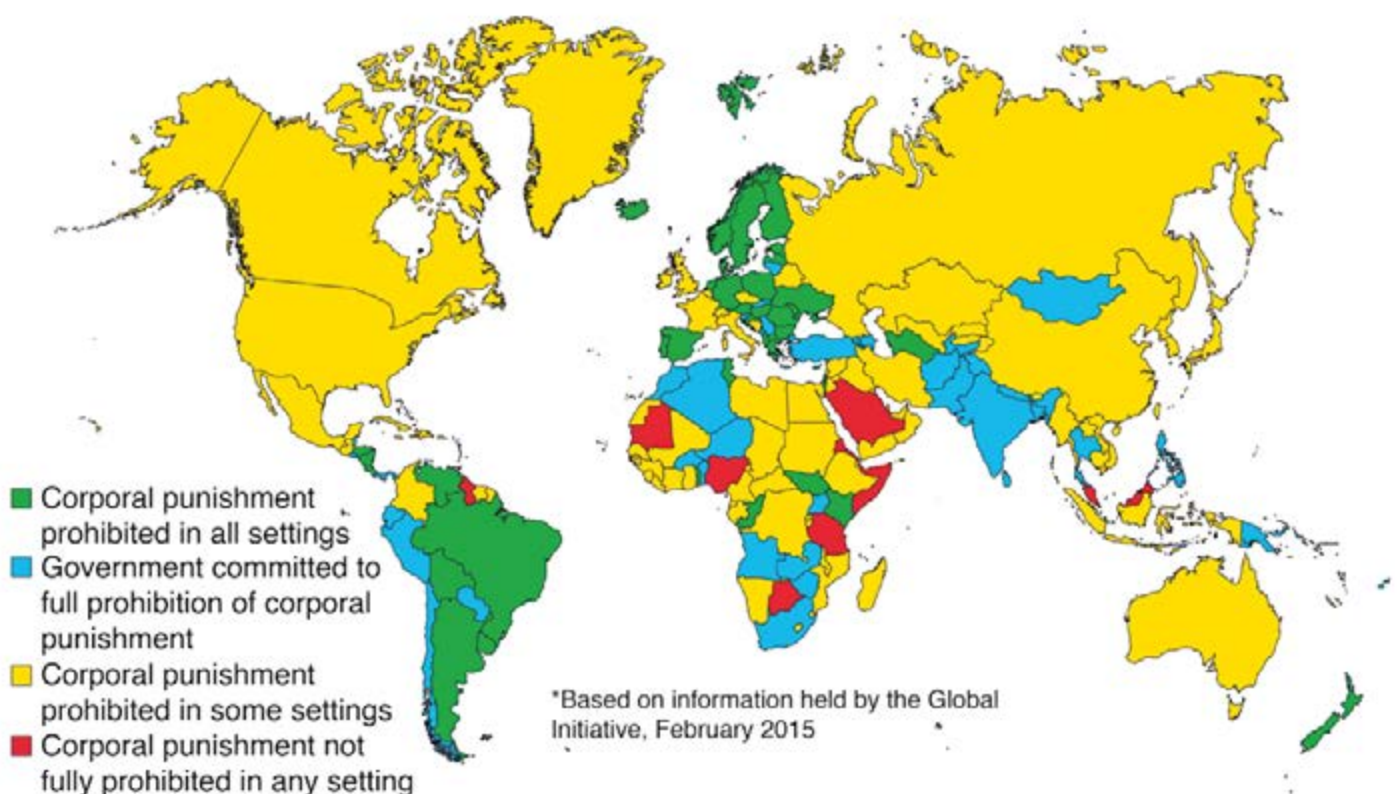 Corporal punishment
prohibited in all settings
Government committed to
full prohibition of corporal
punishment
Corporal punishment
prohibited in some settings
Corporal punishment not
fully prohibited in any setting
*Based on information held by the Global
Initiative, February 2015